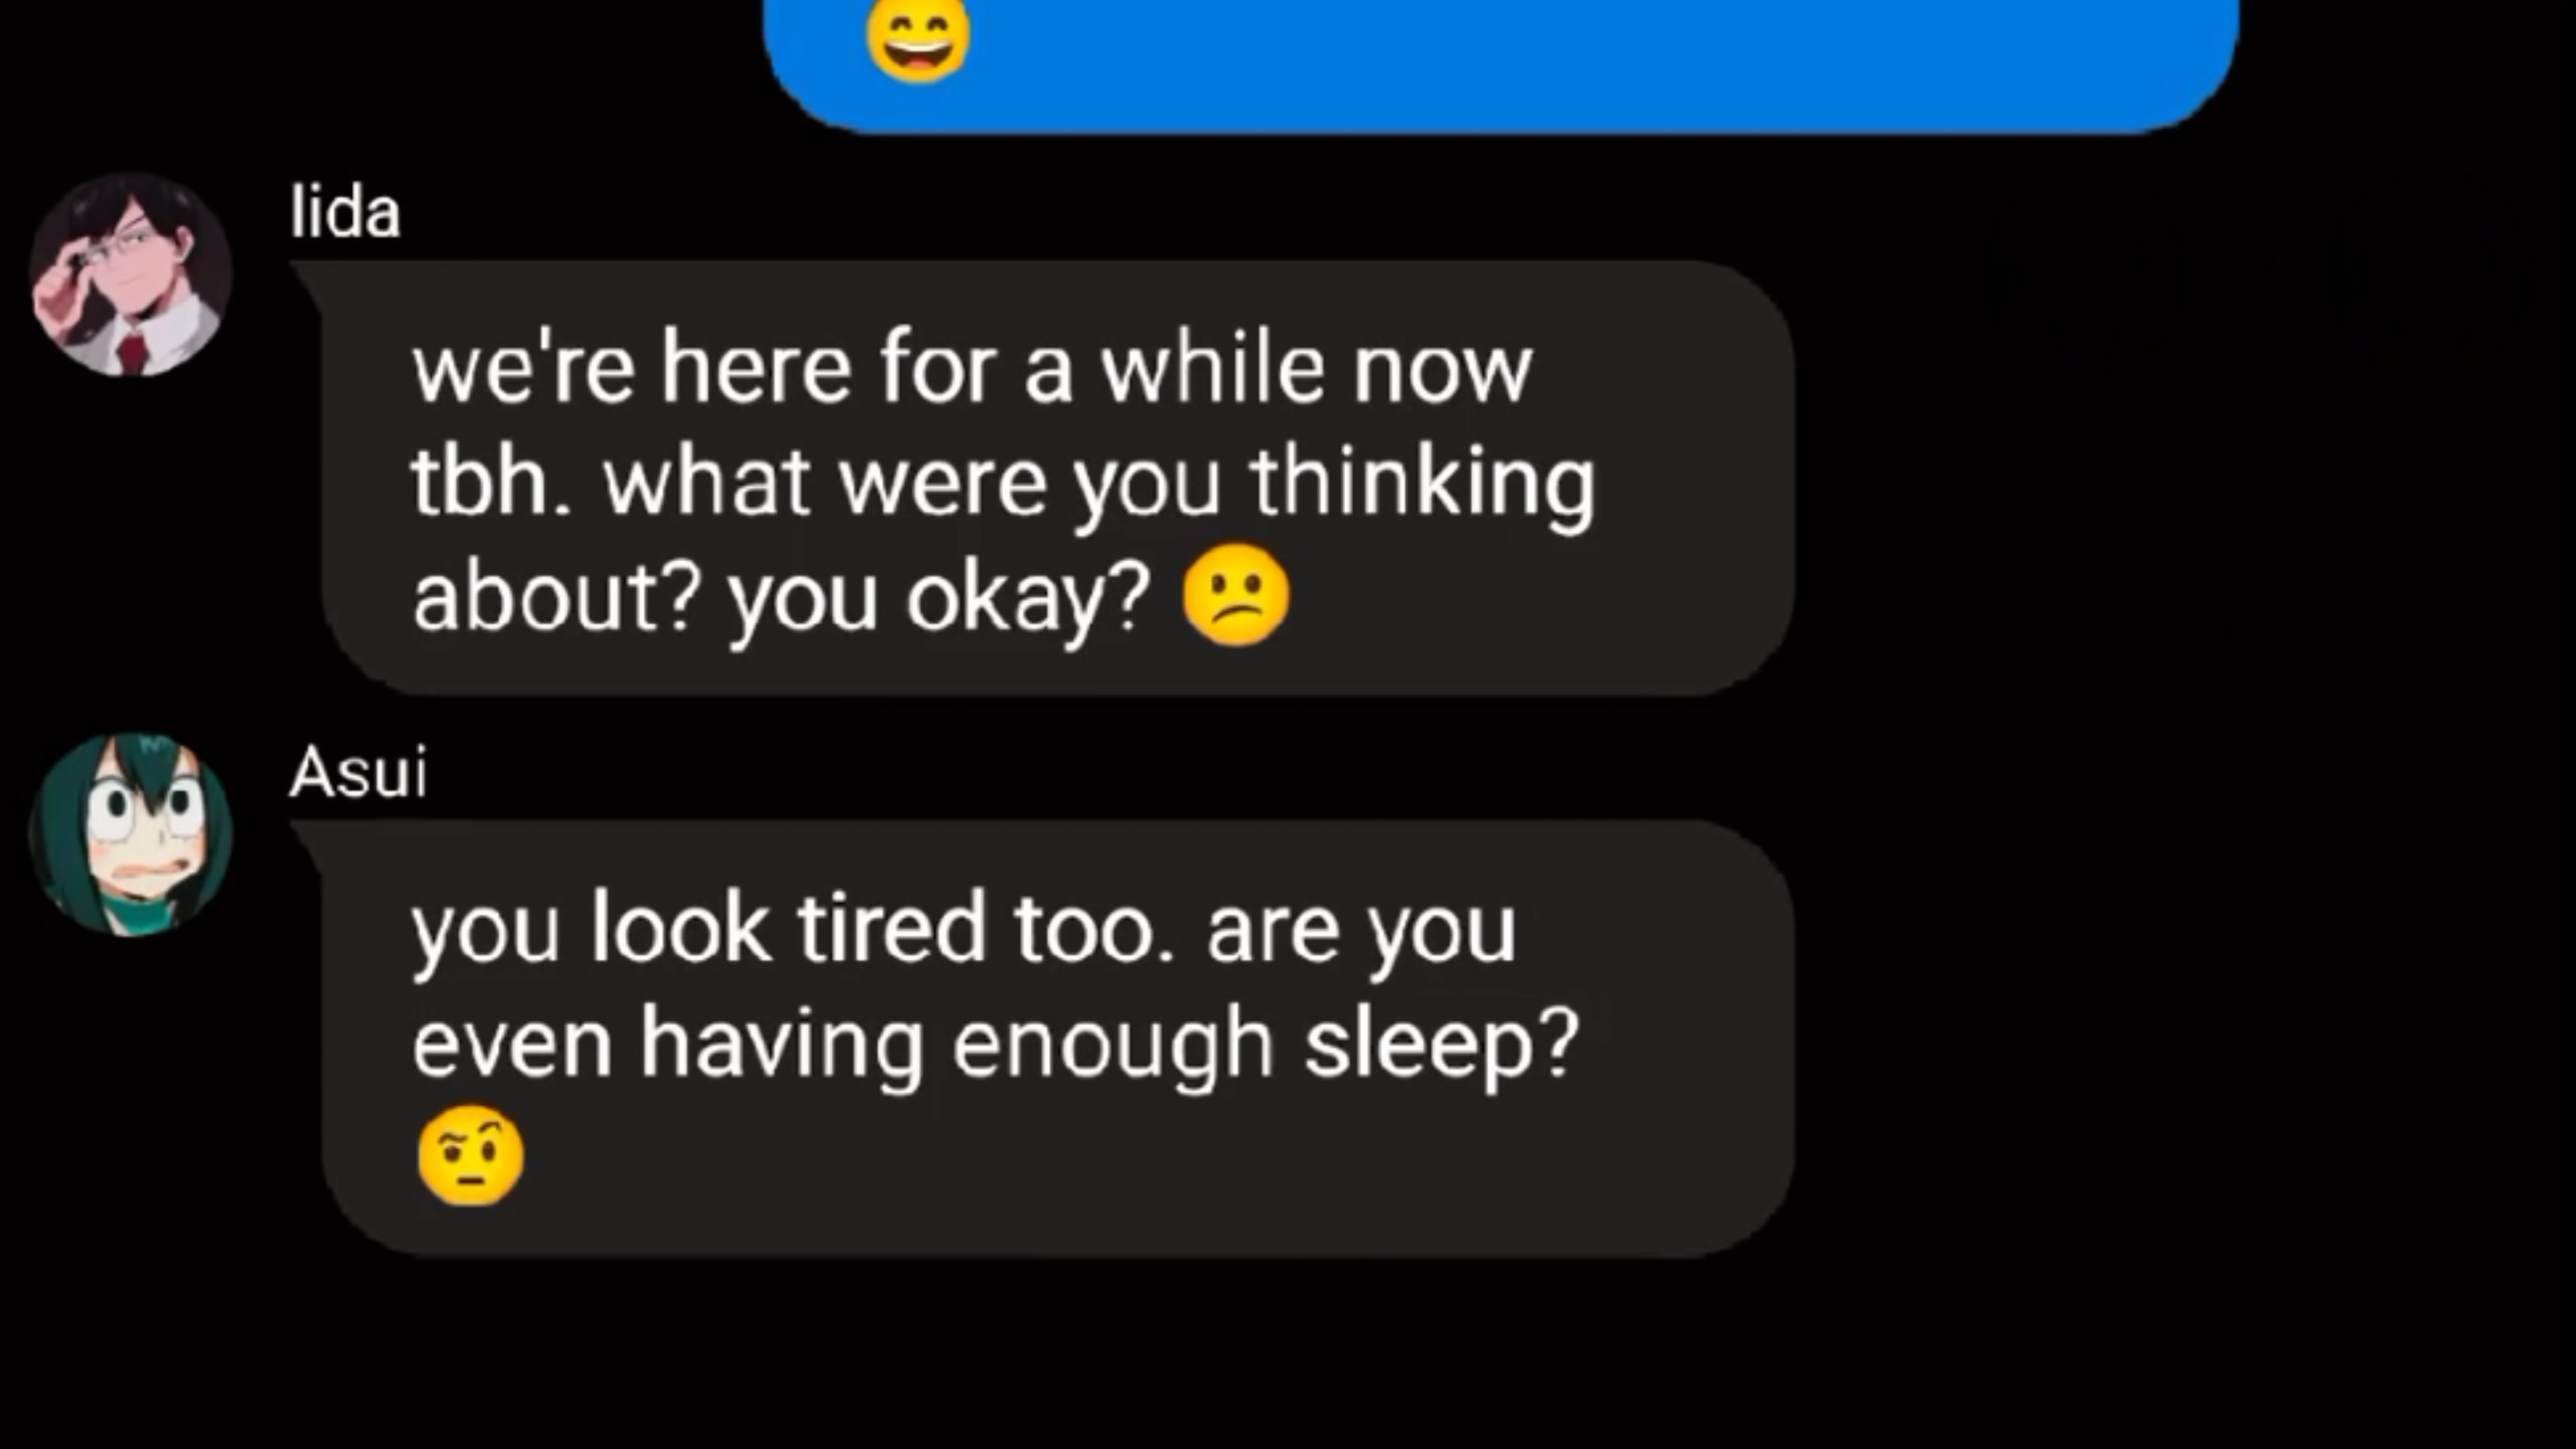 😄
Iida
we're here for a while now
tbh. what were you thinking
about? you okay? 😕
Asui
you look tired too. are you
even having enough sleep?
🤨